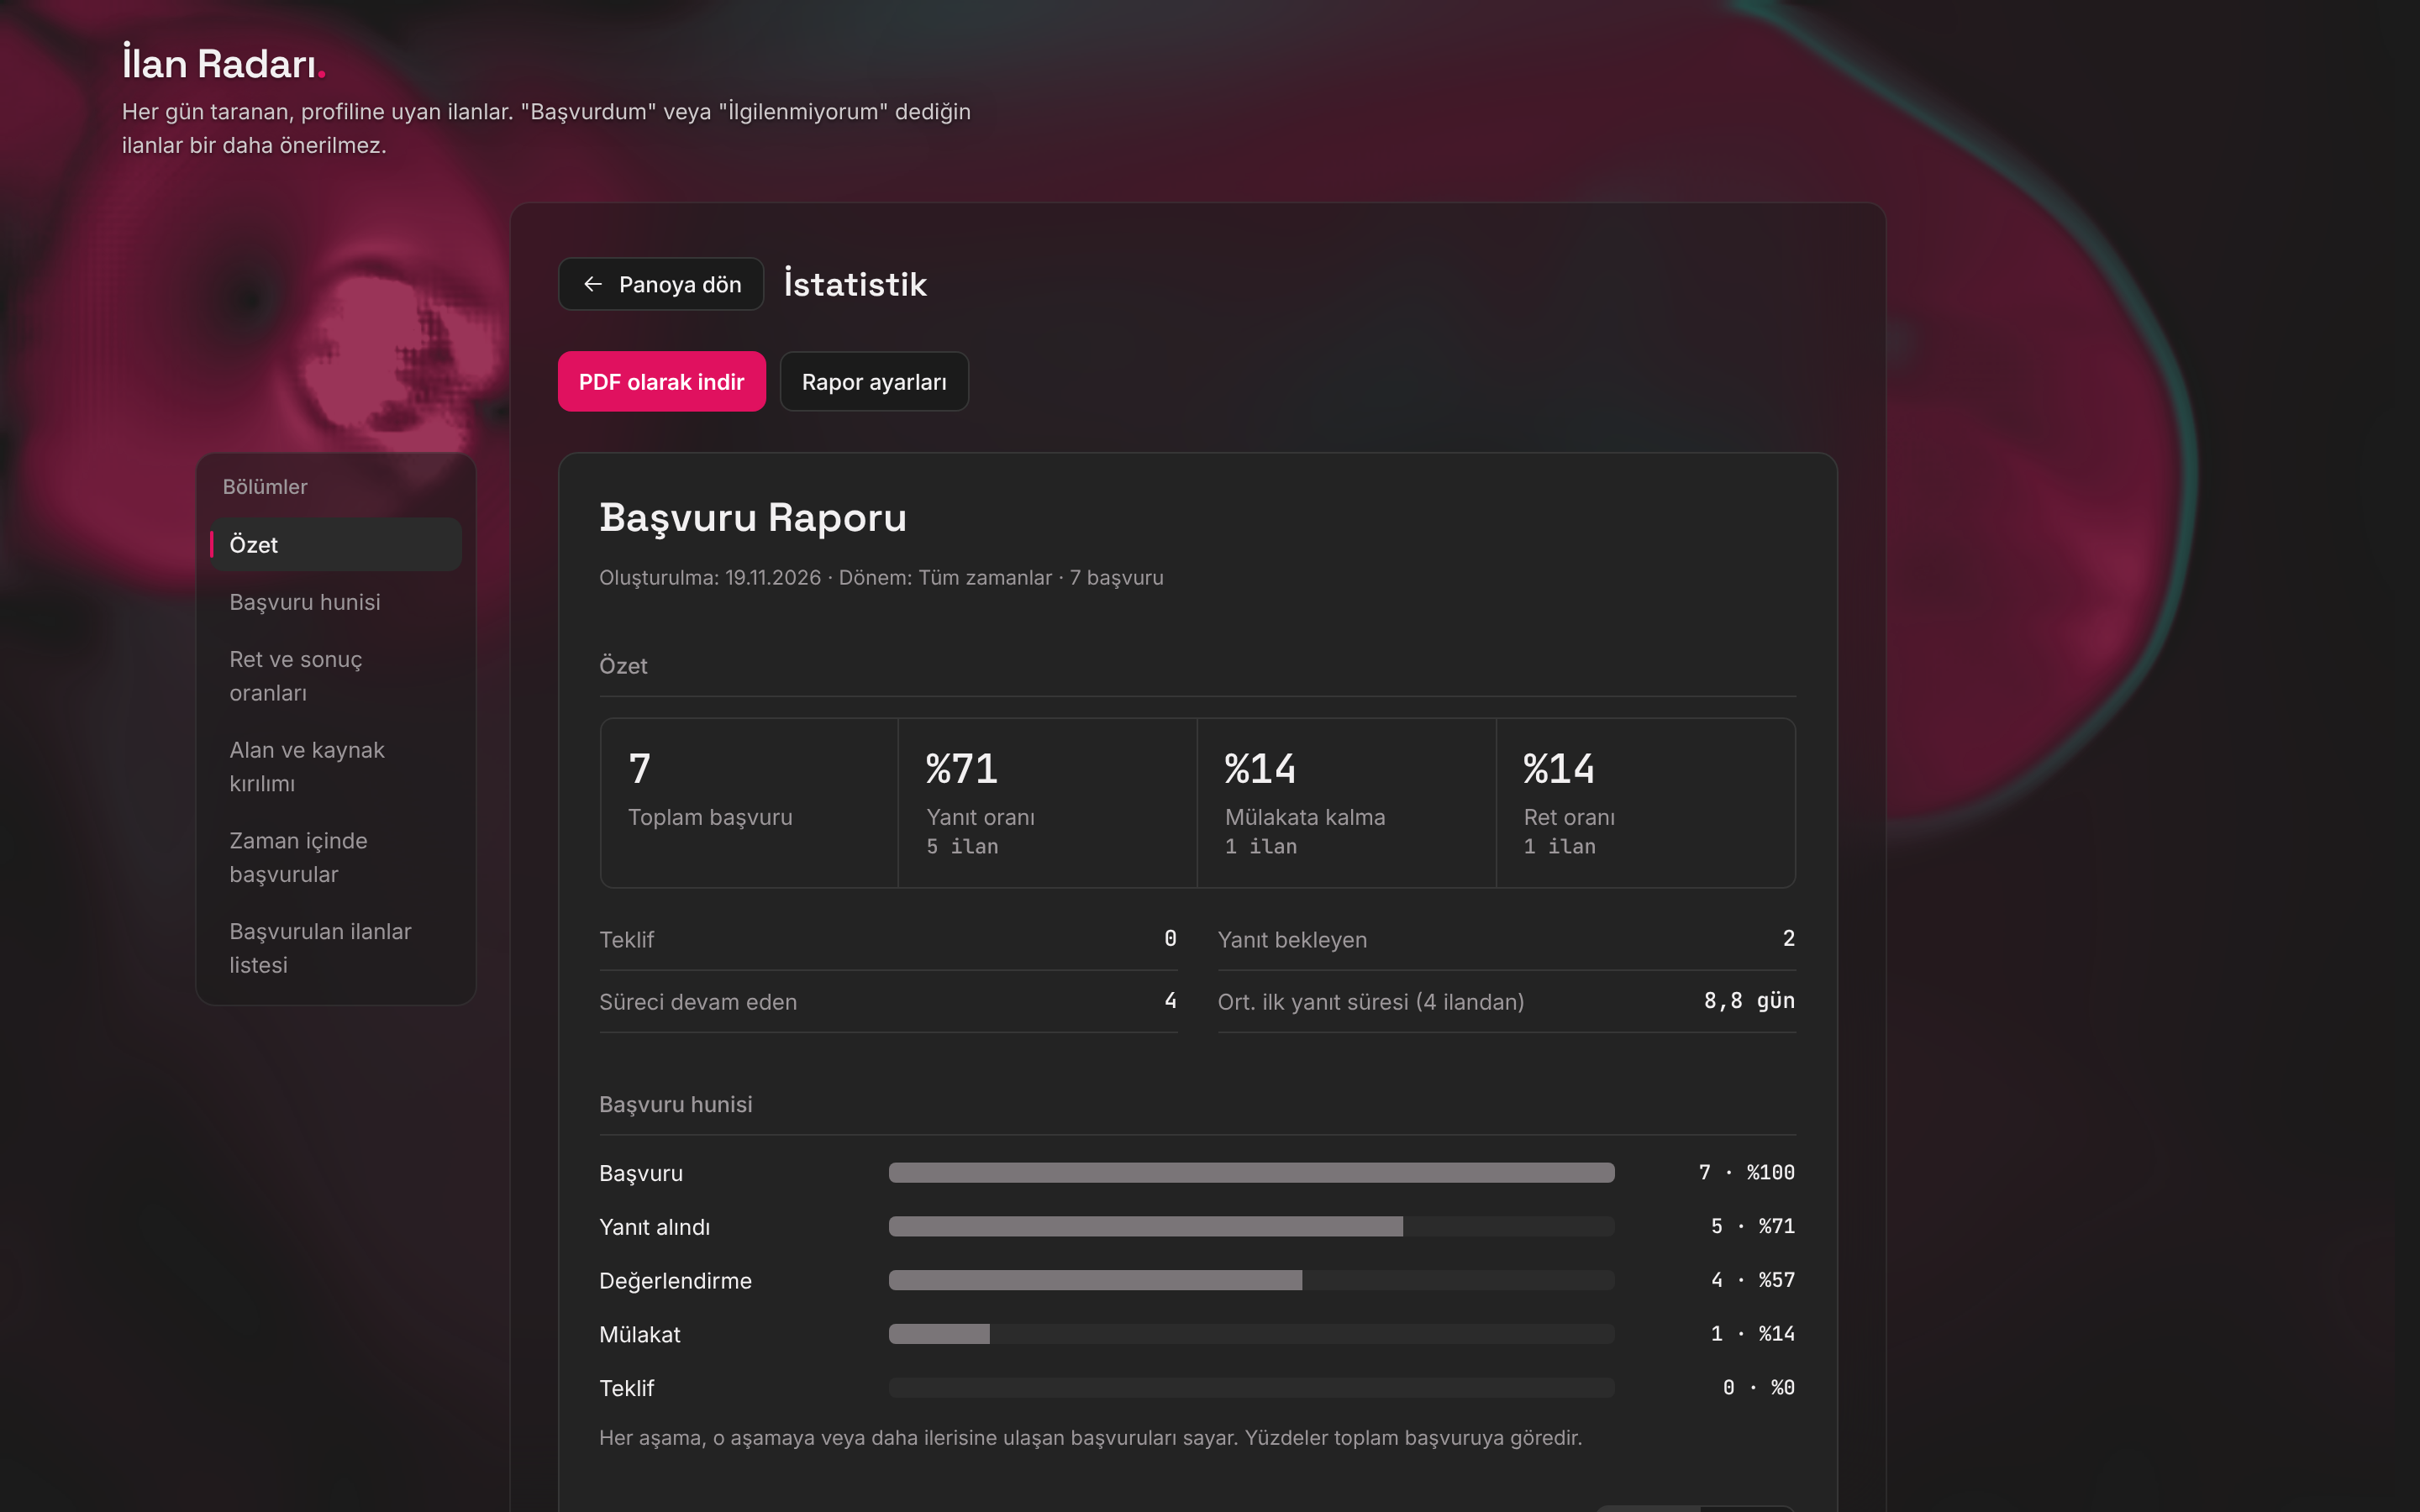 İlan Radarı.
Her gün taranan, profiline uyan ilanlar. "Başvurdum" veya "İlgilenmiyorum" dediğin
ilanlar bir daha önerilmez.
← Panoya dön
İstatistik
PDF olarak indir
Rapor ayarları
Bölümler
Özet
Başvuru hunisi
Ret ve sonuç
oranları
Alan ve kaynak
kırılımı
Zaman içinde
başvurular
Başvurulan ilanlar
listesi
Başvuru Raporu
Oluşturulma: 19.11.2026 · Dönem: Tüm zamanlar · 7 başvuru
Özet
7
Toplam başvuru
%71
Yanıt oranı
5 ilan
%14
Mülakata kalma
1 ilan
%14
Ret oranı
1 ilan
Teklif 0
Yanıt bekleyen 2
Süreci devam eden 4
Ort. ilk yanıt süresi (4 ilandan) 8,8 gün
Başvuru hunisi
Başvuru 7 · %100
Yanıt alındı 5 · %71
Değerlendirme 4 · %57
Mülakat 1 · %14
Teklif 0 · %0
Her aşama, o aşamaya veya daha ilerisine ulaşan başvuruları sayar. Yüzdeler toplam başvuruya göredir.